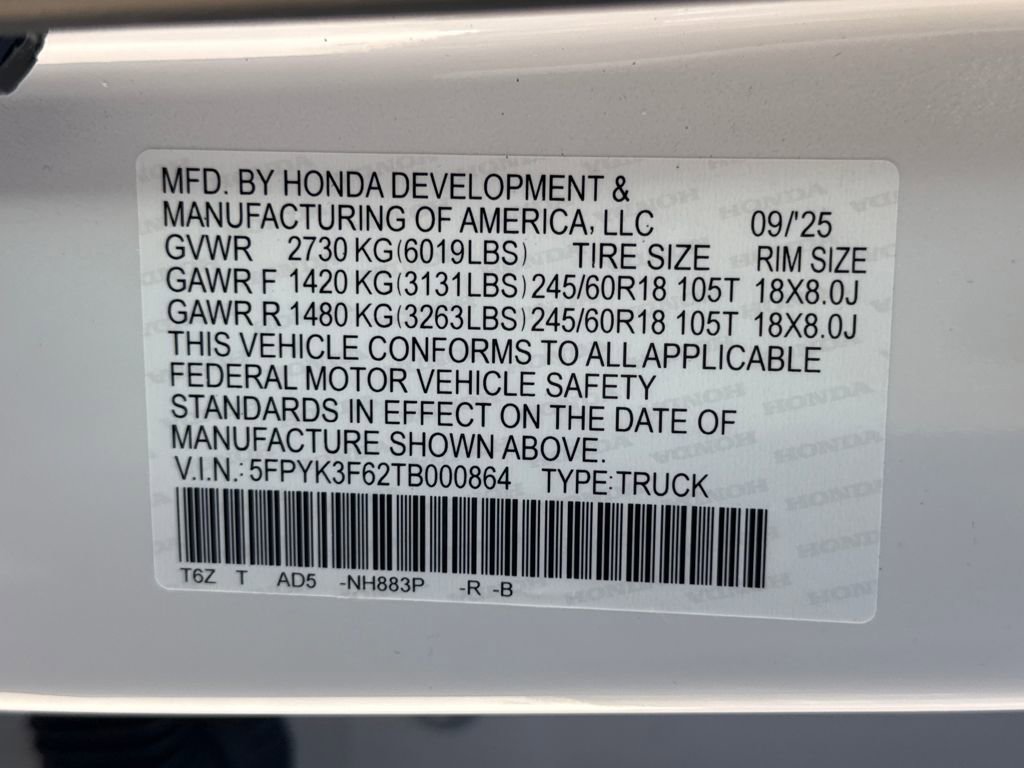 MFD. BY HONDA DEVELOPMENT &
MANUFACTURING OF AMERICA, LLC 09/'25
GVWR 2730 KG(6019LBS) TIRE SIZE RIM SIZE
GAWR F 1420 KG(3131LBS) 245/60R18 105T 18X8.0J
GAWR R 1480 KG(3263LBS) 245/60R18 105T 18X8.0J
THIS VEHICLE CONFORMS TO ALL APPLICABLE
FEDERAL MOTOR VEHICLE SAFETY
STANDARDS IN EFFECT ON THE DATE OF
MANUFACTURE SHOWN ABOVE.
V.I.N.: 5FPYK3F62TB000864 TYPE:TRUCK
T6Z T AD5 -NH883P -R -B